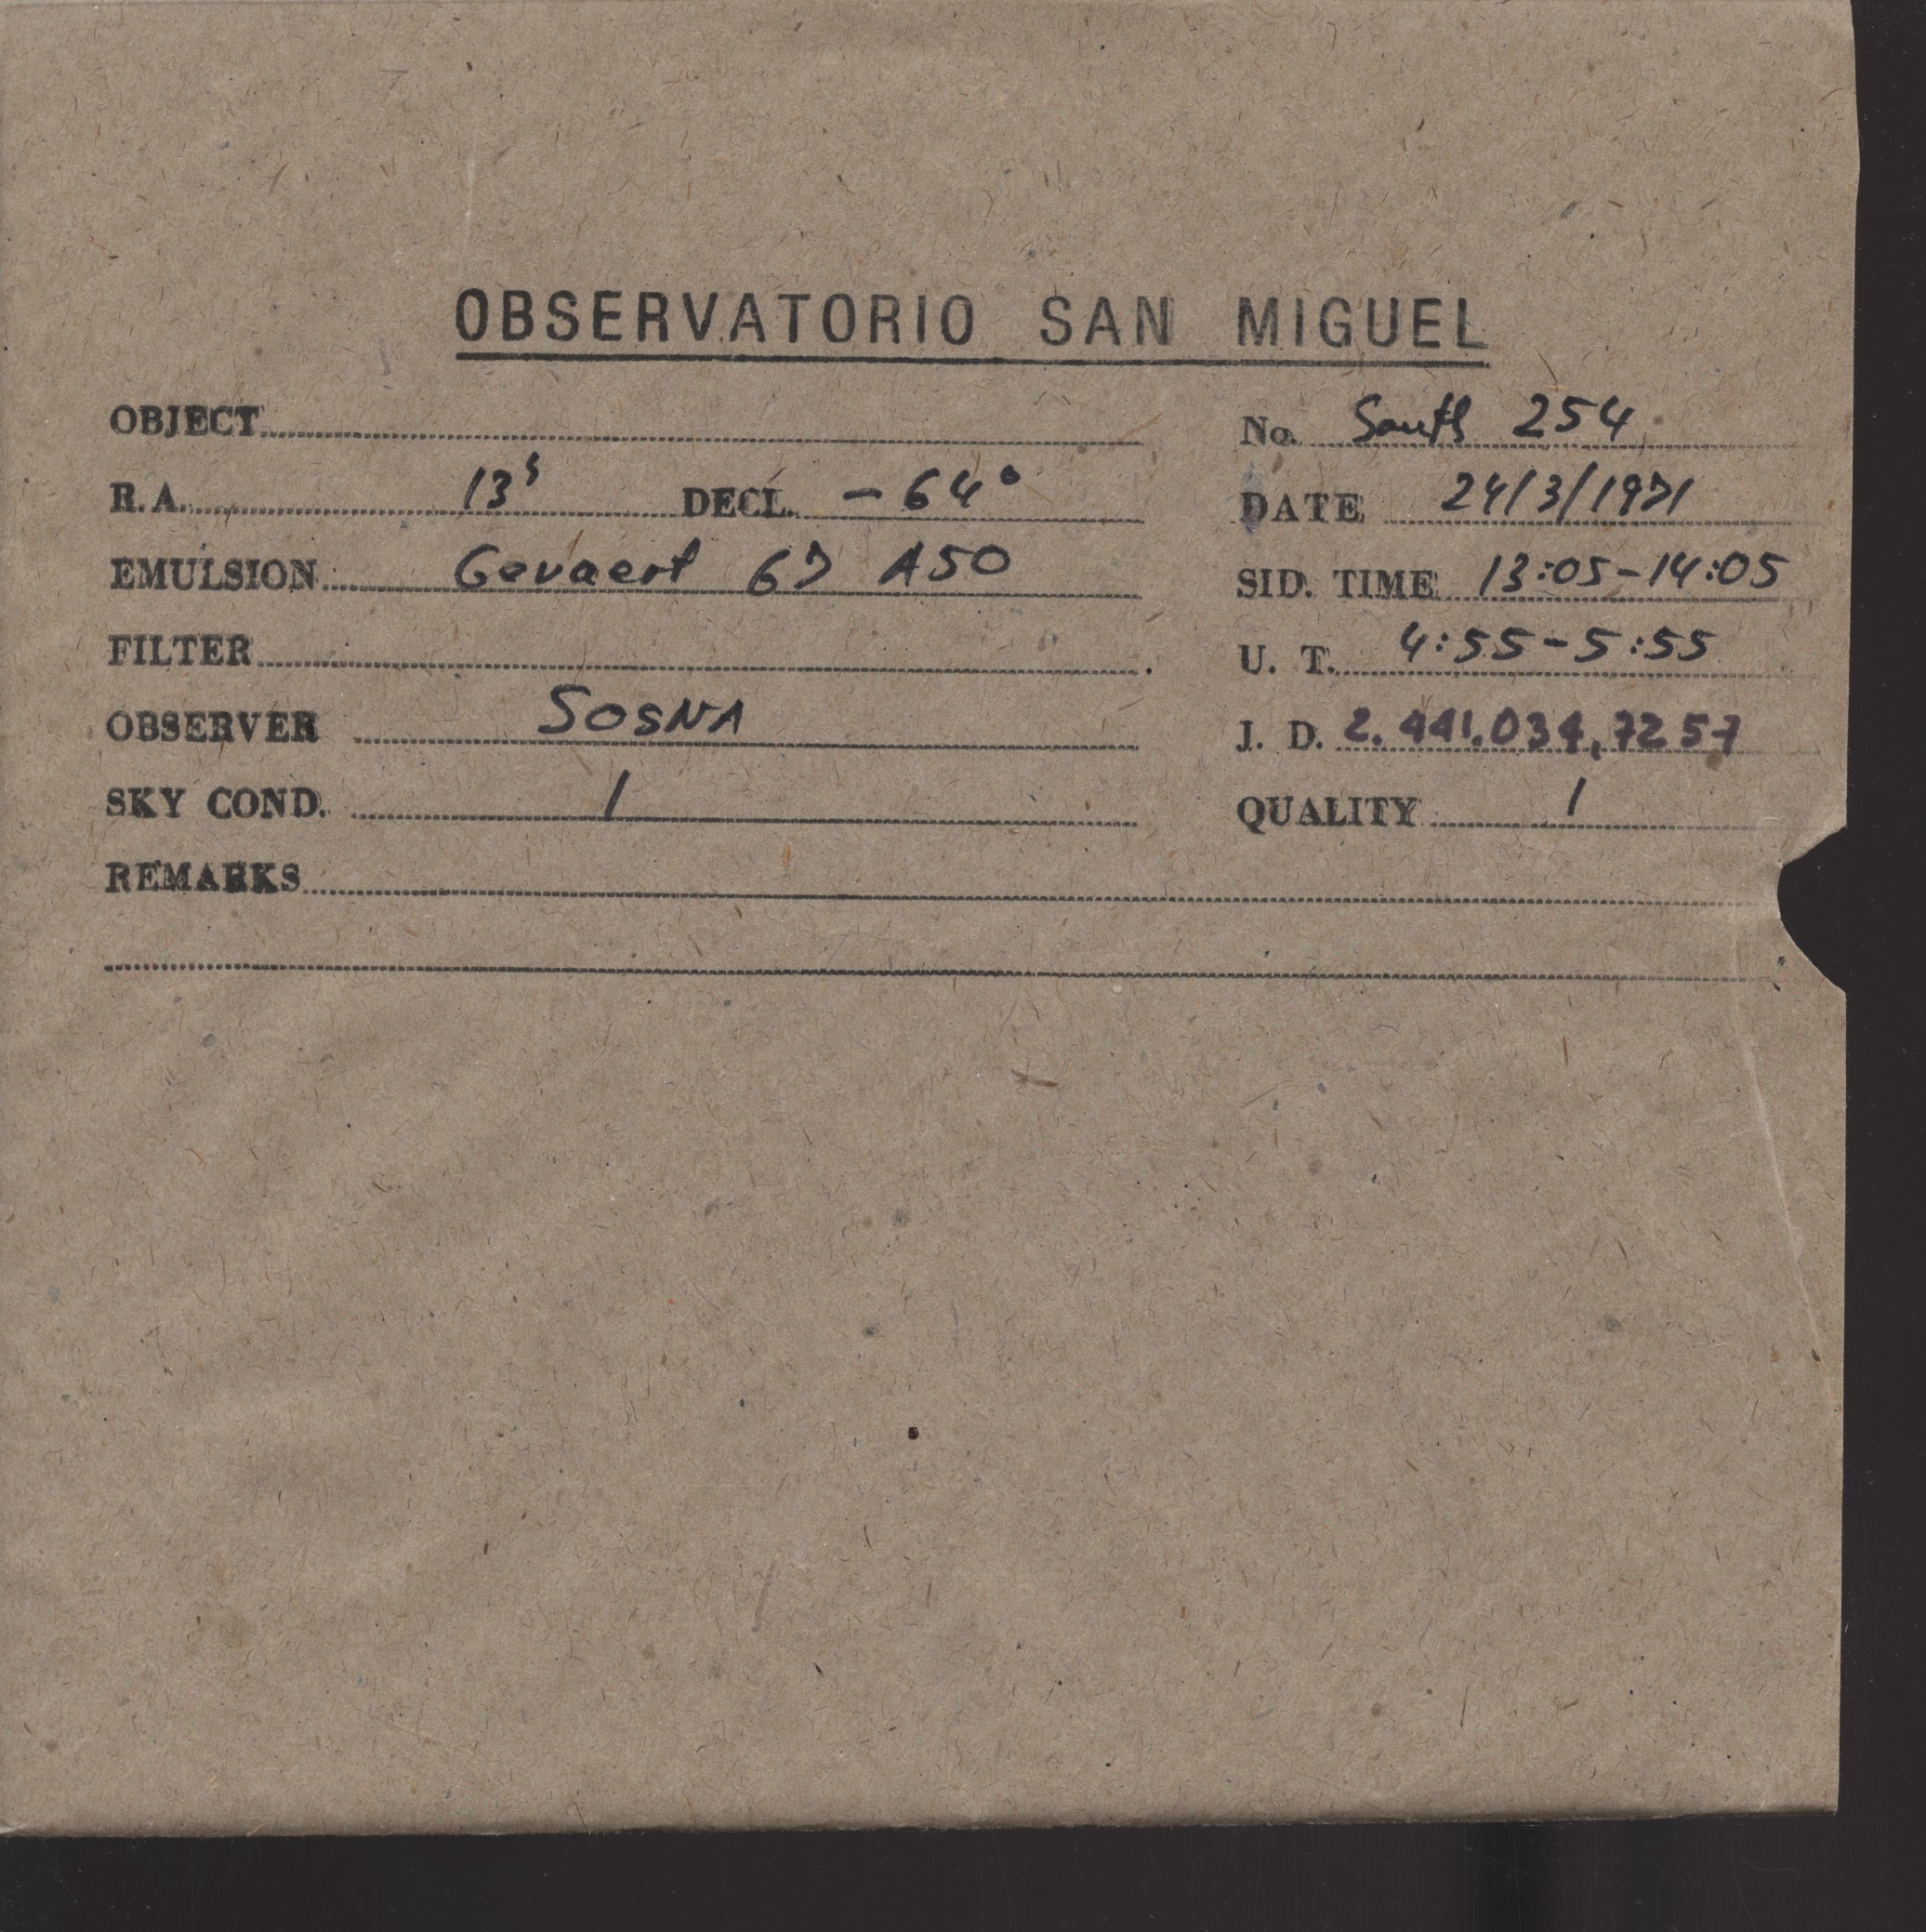 OBSERVATORIO SAN MIGUEL
OBJECT
No. South 254
R.A. 13h DECL. - 64°
DATE 24/3/1971
EMULSION Gevaert 67 A50
SID. TIME 13:05-14:05
FILTER
U. T. 4:55-5:55
OBSERVER SOSNA
J. D. 2.441.034,7257
SKY COND. 1
QUALITY 1
REMARKS